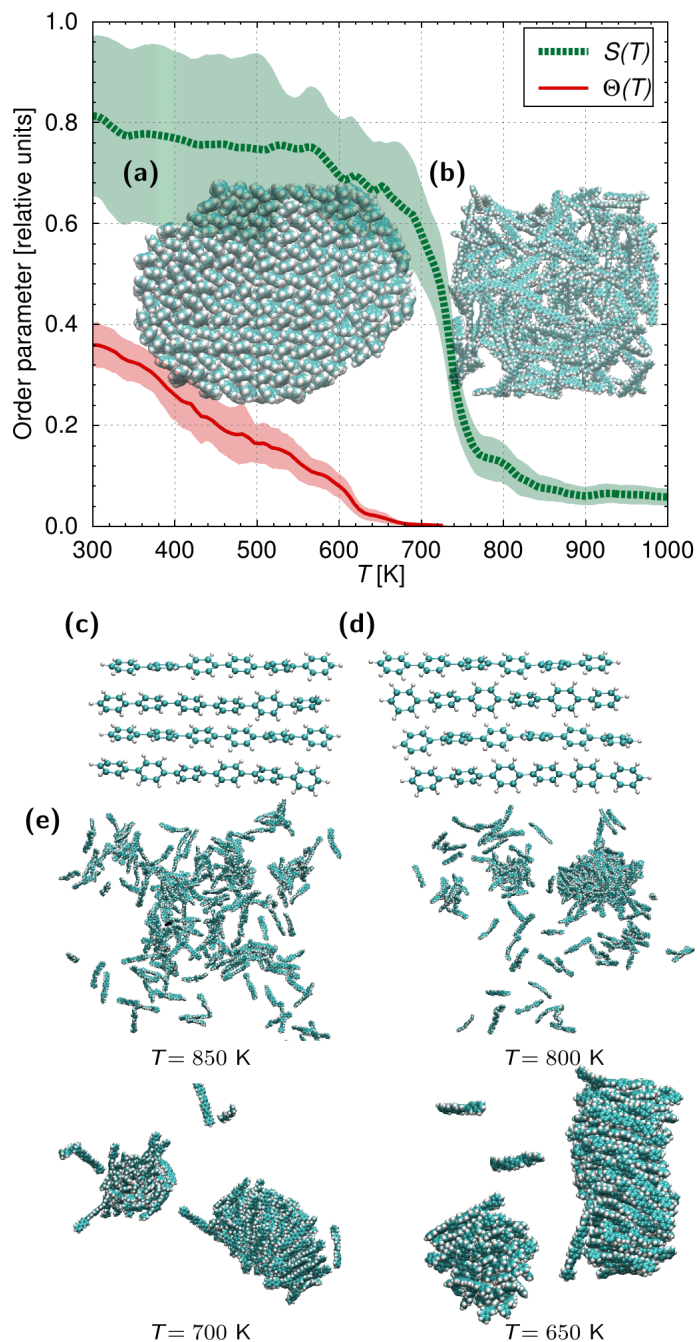 1.0
0.8
0.6
0.4
0.2
0.0
Order parameter [relative units]
S(T)
Θ(T)
(a)
(b)
300 400 500 600 700 800 900 1000
T [K]
(c)
(d)
(e)
T = 850 K
T = 800 K
T = 700 K
T = 650 K